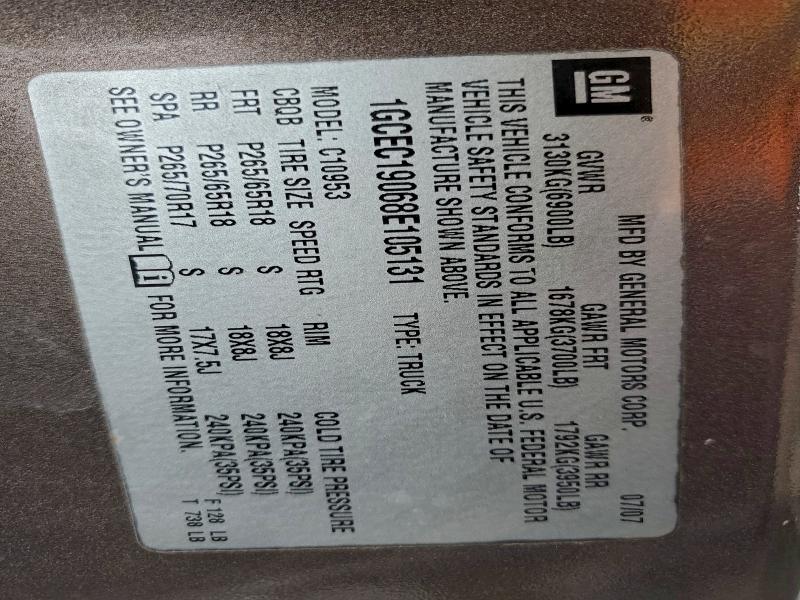 GM®
MFD BY GENERAL MOTORS CORP. 07/07
GVWR GAWR FRT GAWR RR
3130KG(6900LB) 1678KG(3700LB) 1792KG(3950LB)
THIS VEHICLE CONFORMS TO ALL APPLICABLE U.S. FEDERAL MOTOR
VEHICLE SAFETY STANDARDS IN EFFECT ON THE DATE OF
MANUFACTURE SHOWN ABOVE.
1GCEC19068E105131 TYPE: TRUCK
MODEL: C10953
CBQB TIRE SIZE SPEED RTG RIM COLD TIRE PRESSURE
FRT P265/65R18 S 18X8J 240KPA(35PSI)
RR P265/65R18 S 18X8J 240KPA(35PSI)
SPA P265/70R17 S 17X7.5J 240KPA(35PSI)
SEE OWNER'S MANUAL FOR MORE INFORMATION.
F 128 LB
T 738 LB